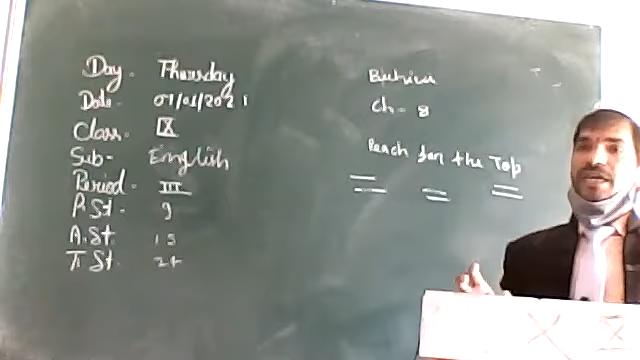 Day. Thursday
Date. 07/01/2021
Class. IX
Sub- English
Period. III
P.St. 9
A.St. 15
T.St. 24
Ch- 8
Reach for the Top